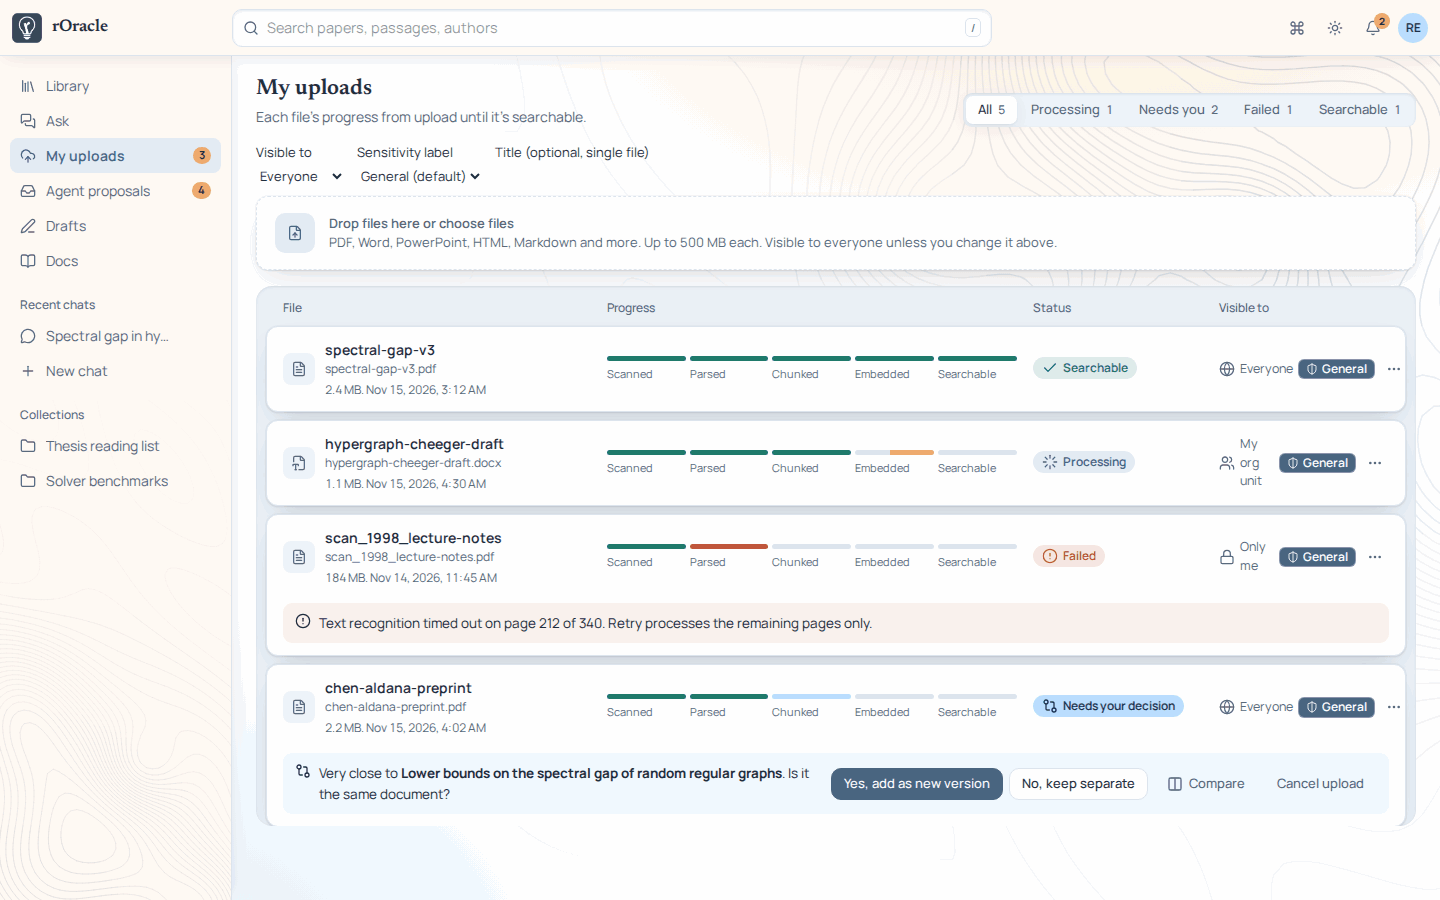 rOracle
Search papers, passages, authors
/
2
RE
Library
Ask
My uploads 3
Agent proposals 4
Drafts
Docs
Recent chats
Spectral gap in hy...
New chat
Collections
Thesis reading list
Solver benchmarks
My uploads
Each file's progress from upload until it's searchable.
All 5 Processing 1 Needs you 2 Failed 1 Searchable 1
Visible to Sensitivity label Title (optional, single file)
Everyone General (default)
Drop files here or choose files
PDF, Word, PowerPoint, HTML, Markdown and more. Up to 500 MB each. Visible to everyone unless you change it above.
File Progress Status Visible to
spectral-gap-v3
spectral-gap-v3.pdf
2.4 MB. Nov 15, 2026, 3:12 AM
Scanned Parsed Chunked Embedded Searchable
Searchable
Everyone General
hypergraph-cheeger-draft
hypergraph-cheeger-draft.docx
1.1 MB. Nov 15, 2026, 4:30 AM
Scanned Parsed Chunked Embedded Searchable
Processing
My
org
unit
General
scan_1998_lecture-notes
scan_1998_lecture-notes.pdf
184 MB. Nov 14, 2026, 11:45 AM
Scanned Parsed Chunked Embedded Searchable
Failed
Only
me
General
Text recognition timed out on page 212 of 340. Retry processes the remaining pages only.
chen-aldana-preprint
chen-aldana-preprint.pdf
2.2 MB. Nov 15, 2026, 4:02 AM
Scanned Parsed Chunked Embedded Searchable
Needs your decision
Everyone General
Very close to Lower bounds on the spectral gap of random regular graphs. Is it
the same document?
Yes, add as new version No, keep separate Compare Cancel upload